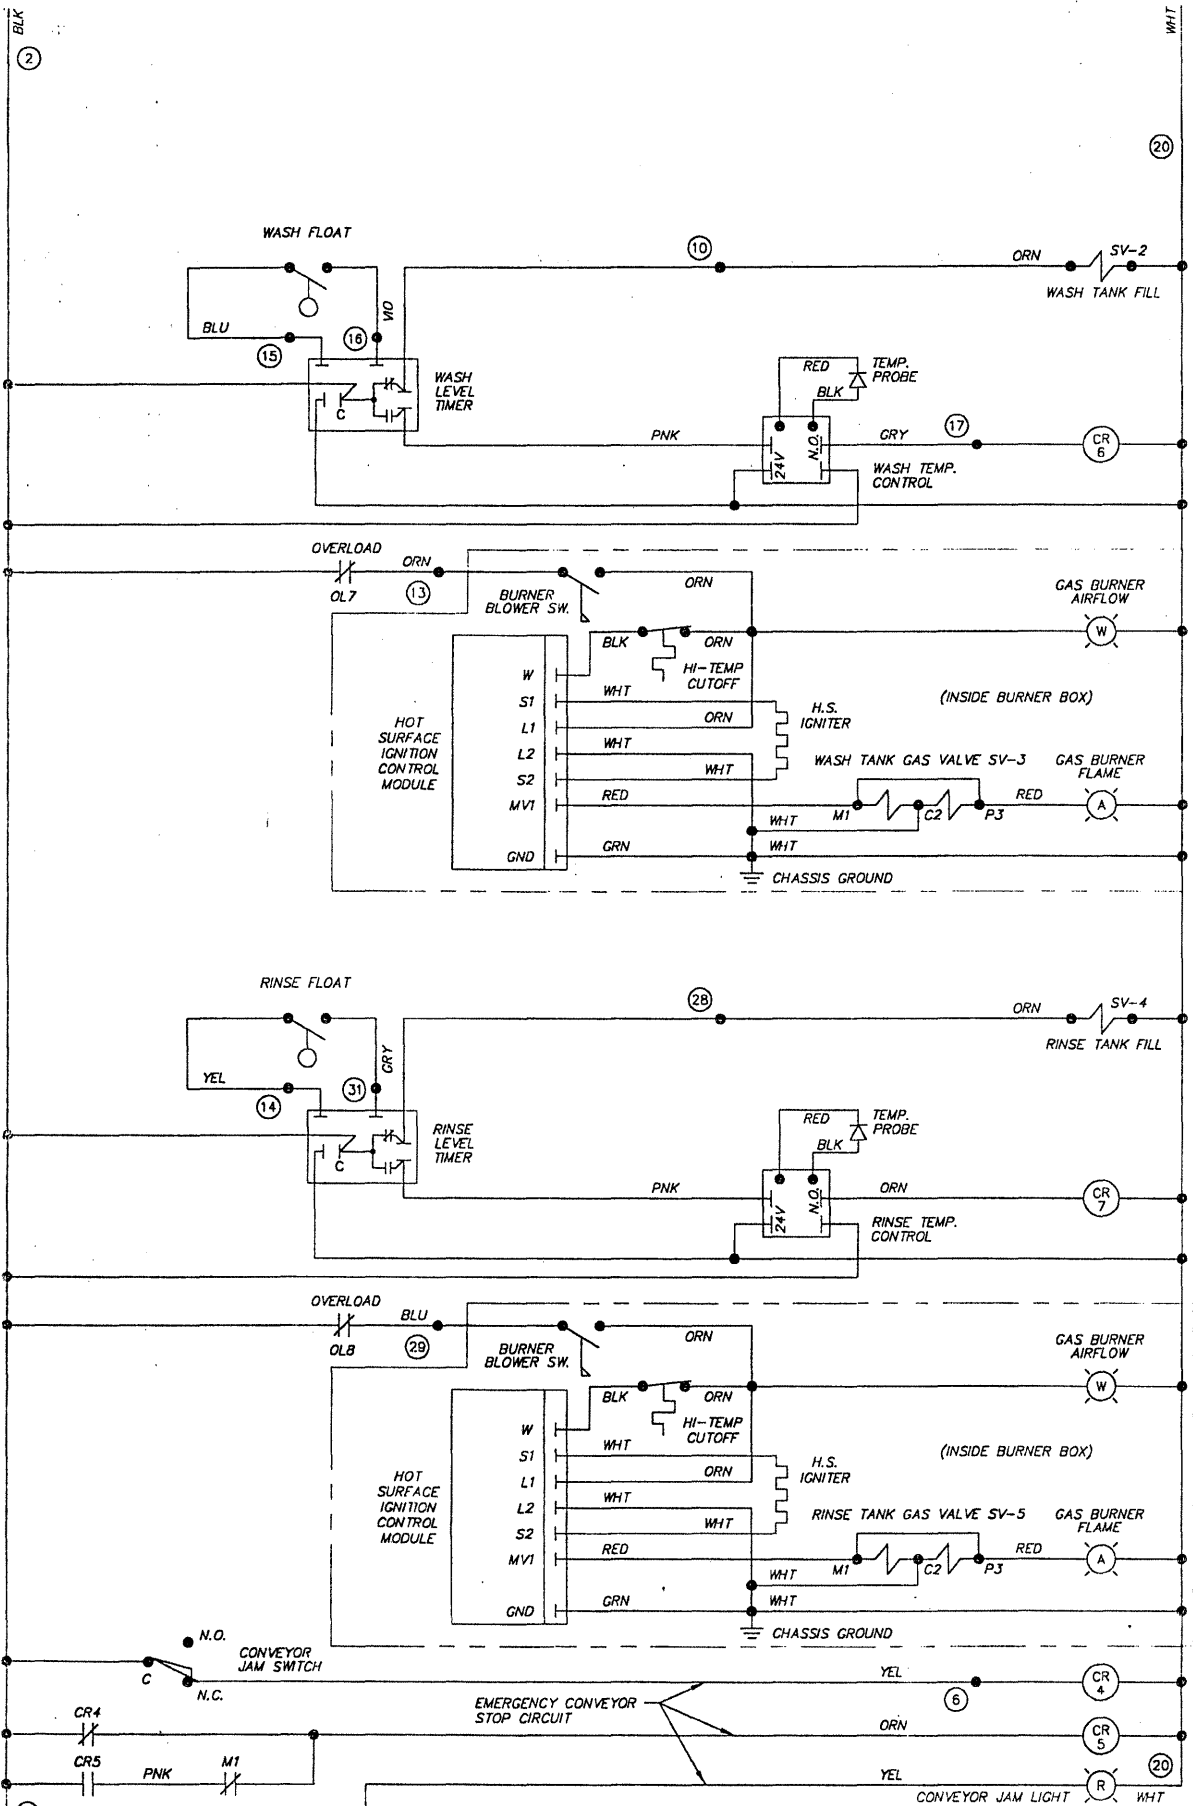 BLK
WHT
2
20
WASH FLOAT
10
ORN
SV-2
WASH TANK FILL
VIO
BLU
15
16
WASH
LEVEL
TIMER
C
RED
TEMP.
PROBE
BLK
PNK
24V
N.O.
GRY
17
CR
6
WASH TEMP.
CONTROL
OVERLOAD
ORN
OL7
13
BURNER
BLOWER SW.
ORN
GAS BURNER
AIRFLOW
W
BLK
ORN
HI-TEMP
CUTOFF
(INSIDE BURNER BOX)
HOT
SURFACE
IGNITION
CONTROL
MODULE
W
S1
L1
L2
S2
MV1
GND
WHT
ORN
WHT
WHT
RED
GRN
H.S.
IGNITER
WASH TANK GAS VALVE SV-3
GAS BURNER
FLAME
M1
C2
P3
RED
A
WHT
WHT
CHASSIS GROUND
RINSE FLOAT
28
ORN
SV-4
RINSE TANK FILL
GRY
YEL
14
31
RINSE
LEVEL
TIMER
C
RED
TEMP.
PROBE
BLK
PNK
24V
N.O.
ORN
CR
7
RINSE TEMP.
CONTROL
OVERLOAD
BLU
OL8
29
BURNER
BLOWER SW.
ORN
GAS BURNER
AIRFLOW
W
BLK
ORN
HI-TEMP
CUTOFF
(INSIDE BURNER BOX)
HOT
SURFACE
IGNITION
CONTROL
MODULE
W
S1
L1
L2
S2
MV1
GND
WHT
ORN
WHT
WHT
RED
GRN
H.S.
IGNITER
RINSE TANK GAS VALVE SV-5
GAS BURNER
FLAME
M1
C2
P3
RED
A
WHT
WHT
CHASSIS GROUND
N.O.
CONVEYOR
JAM SWITCH
C
N.C.
YEL
6
CR
4
EMERGENCY CONVEYOR
STOP CIRCUIT
CR4
ORN
CR
5
CR5
PNK
M1
20
YEL
R
CONVEYOR JAM LIGHT
WHT